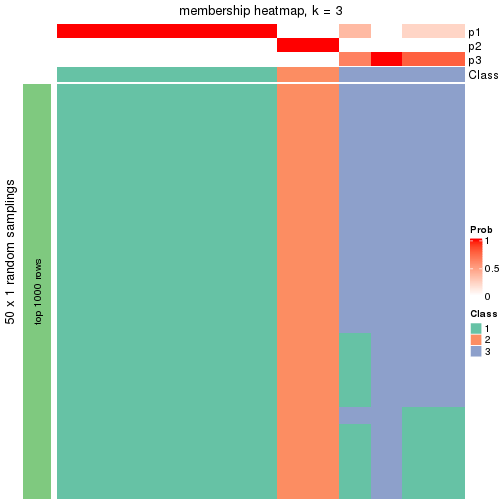 membership heatmap, k = 3
p1
p2
p3
Class
50 x 1 random samplings
top 1000 rows
Prob
1
0.5
0
Class
1
2
3